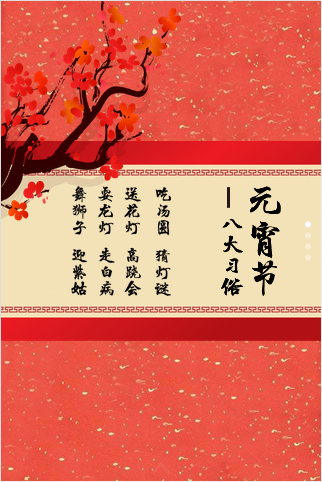 元宵节
—八大习俗
吃汤圆 猜灯谜
送花灯 高跷会
耍龙灯 走白病
舞狮子 迎紫姑